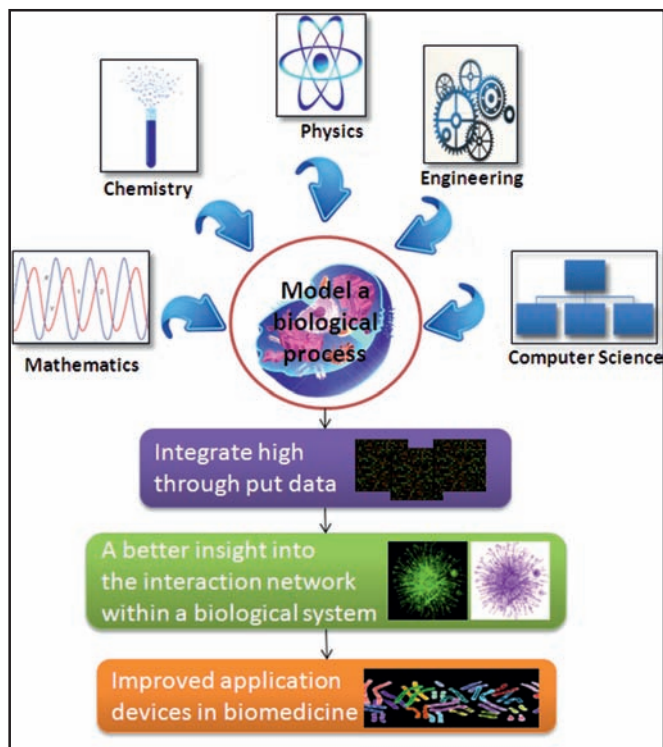 Physics
Chemistry
Engineering
Mathematics
Model a
biological
process
Computer Science
Integrate high
through put data
A better insight into
the interaction network
within a biological system
Improved application
devices in biomedicine